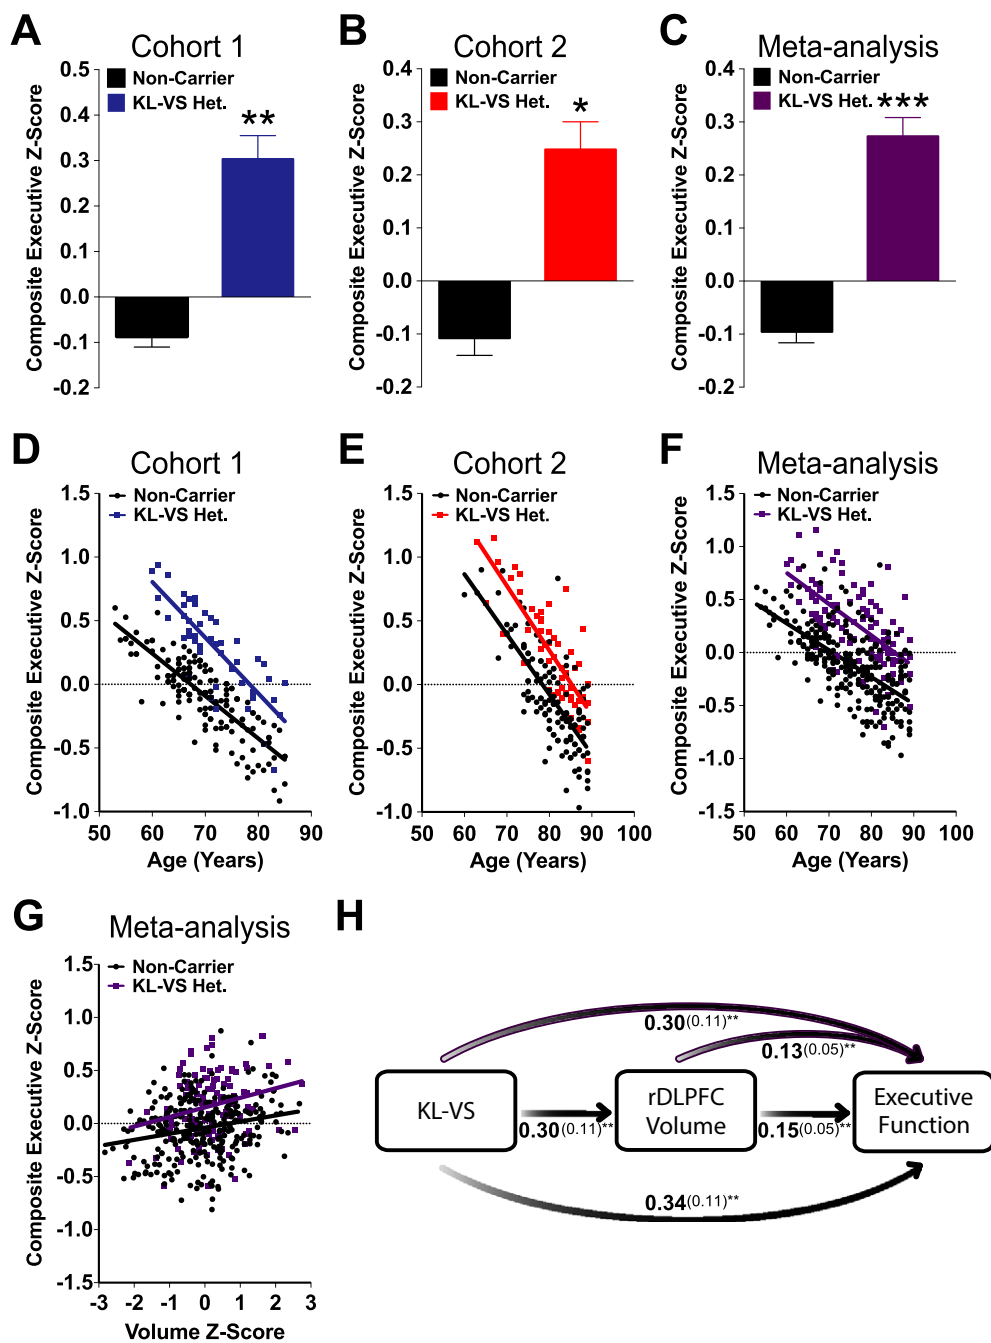 A
Cohort 1
Composite Executive Z-Score
0.5
0.4
0.3
0.2
0.1
0.0
-0.1
-0.2
Non-Carrier
KL-VS Het.
**
B
Cohort 2
Composite Executive Z-Score
0.4
0.3
0.2
0.1
0.0
-0.1
-0.2
Non-Carrier
KL-VS Het.
*
C
Meta-analysis
Composite Executive Z-Score
0.4
0.3
0.2
0.1
0.0
-0.1
-0.2
Non-Carrier
KL-VS Het.
***
D
Cohort 1
Composite Executive Z-Score
1.5
1.0
0.5
0.0
-0.5
-1.0
Non-Carrier
KL-VS Het.
50 60 70 80 90
Age (Years)
E
Cohort 2
Composite Executive Z-Score
1.5
1.0
0.5
0.0
-0.5
-1.0
Non-Carrier
KL-VS Het.
50 60 70 80 90 100
Age (Years)
F
Meta-analysis
Composite Executive Z-Score
1.5
1.0
0.5
0.0
-0.5
-1.0
-1.5
Non-Carrier
KL-VS Het.
50 60 70 80 90 100
Age (Years)
G
Meta-analysis
Composite Executive Z-Score
1.5
1.0
0.5
0.0
-0.5
-1.0
-1.5
Non-Carrier
KL-VS Het.
-3 -2 -1 0 1 2 3
Volume Z-Score
H
0.30(0.11)**
0.13(0.05)**
KL-VS
0.30(0.11)**
rDLPFC
Volume
0.15(0.05)**
Executive
Function
0.34(0.11)**